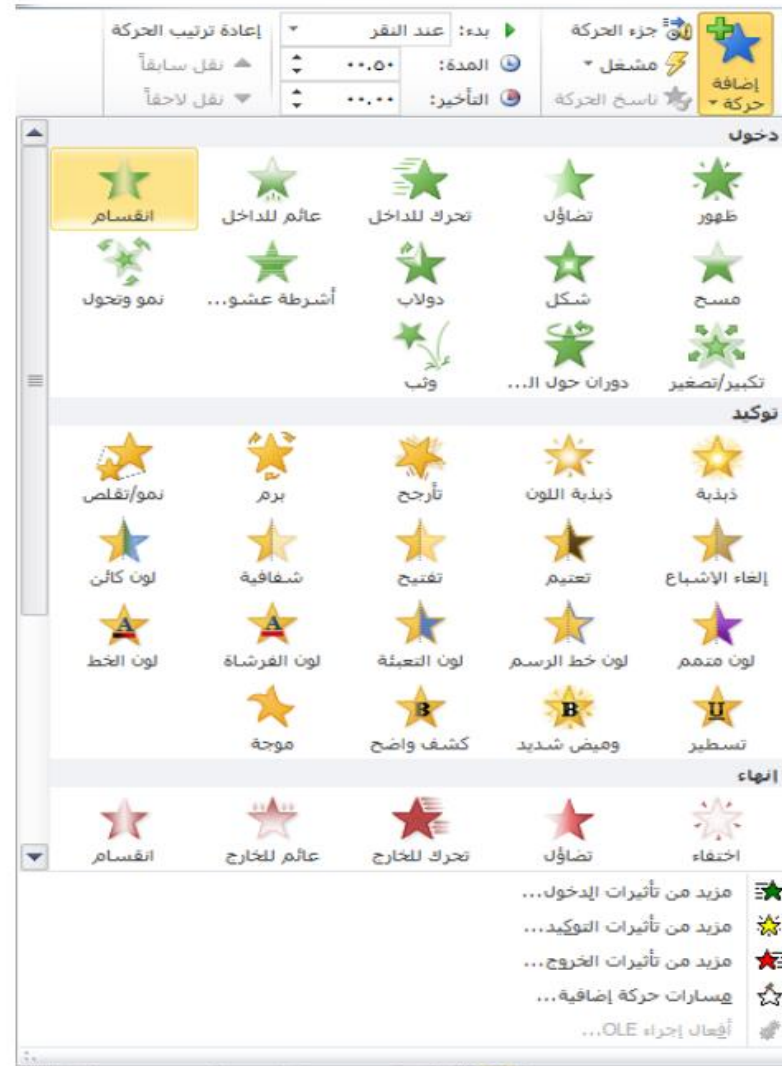 إضافة حركة
جزء الحركة
مشغل
ناسخ الحركة
بدء: عند النقر
المدة: ٠٠.٥٠
التأخير: ٠٠.٠٠
إعادة ترتيب الحركة
نقل سابقاً
نقل لاحقاً
دخول
ظهور تضاؤل تحرك للداخل عائم للداخل انقسام
مسح شكل دولاب أشرطة عشو... نمو وتحول
تكبير/تصغير دوران حول ال... وثب
توكيد
ذبذبة ذبذبة اللون تأرجح برم نمو/تقلص
إلغاء الإشباع تعتيم تفتيح شفافية لون كائن
لون متمم لون خط الرسم لون التعبئة لون الفرشاة لون الخط
تسطير وميض شديد كشف واضح موجة
إنهاء
اختفاء تضاؤل تحرك للخارج عائم للخارج انقسام
مزيد من تأثيرات الدخول...
مزيد من تأثيرات التوكيد...
مزيد من تأثيرات الخروج...
مسارات حركة إضافية...
أفعال إجراء OLE...